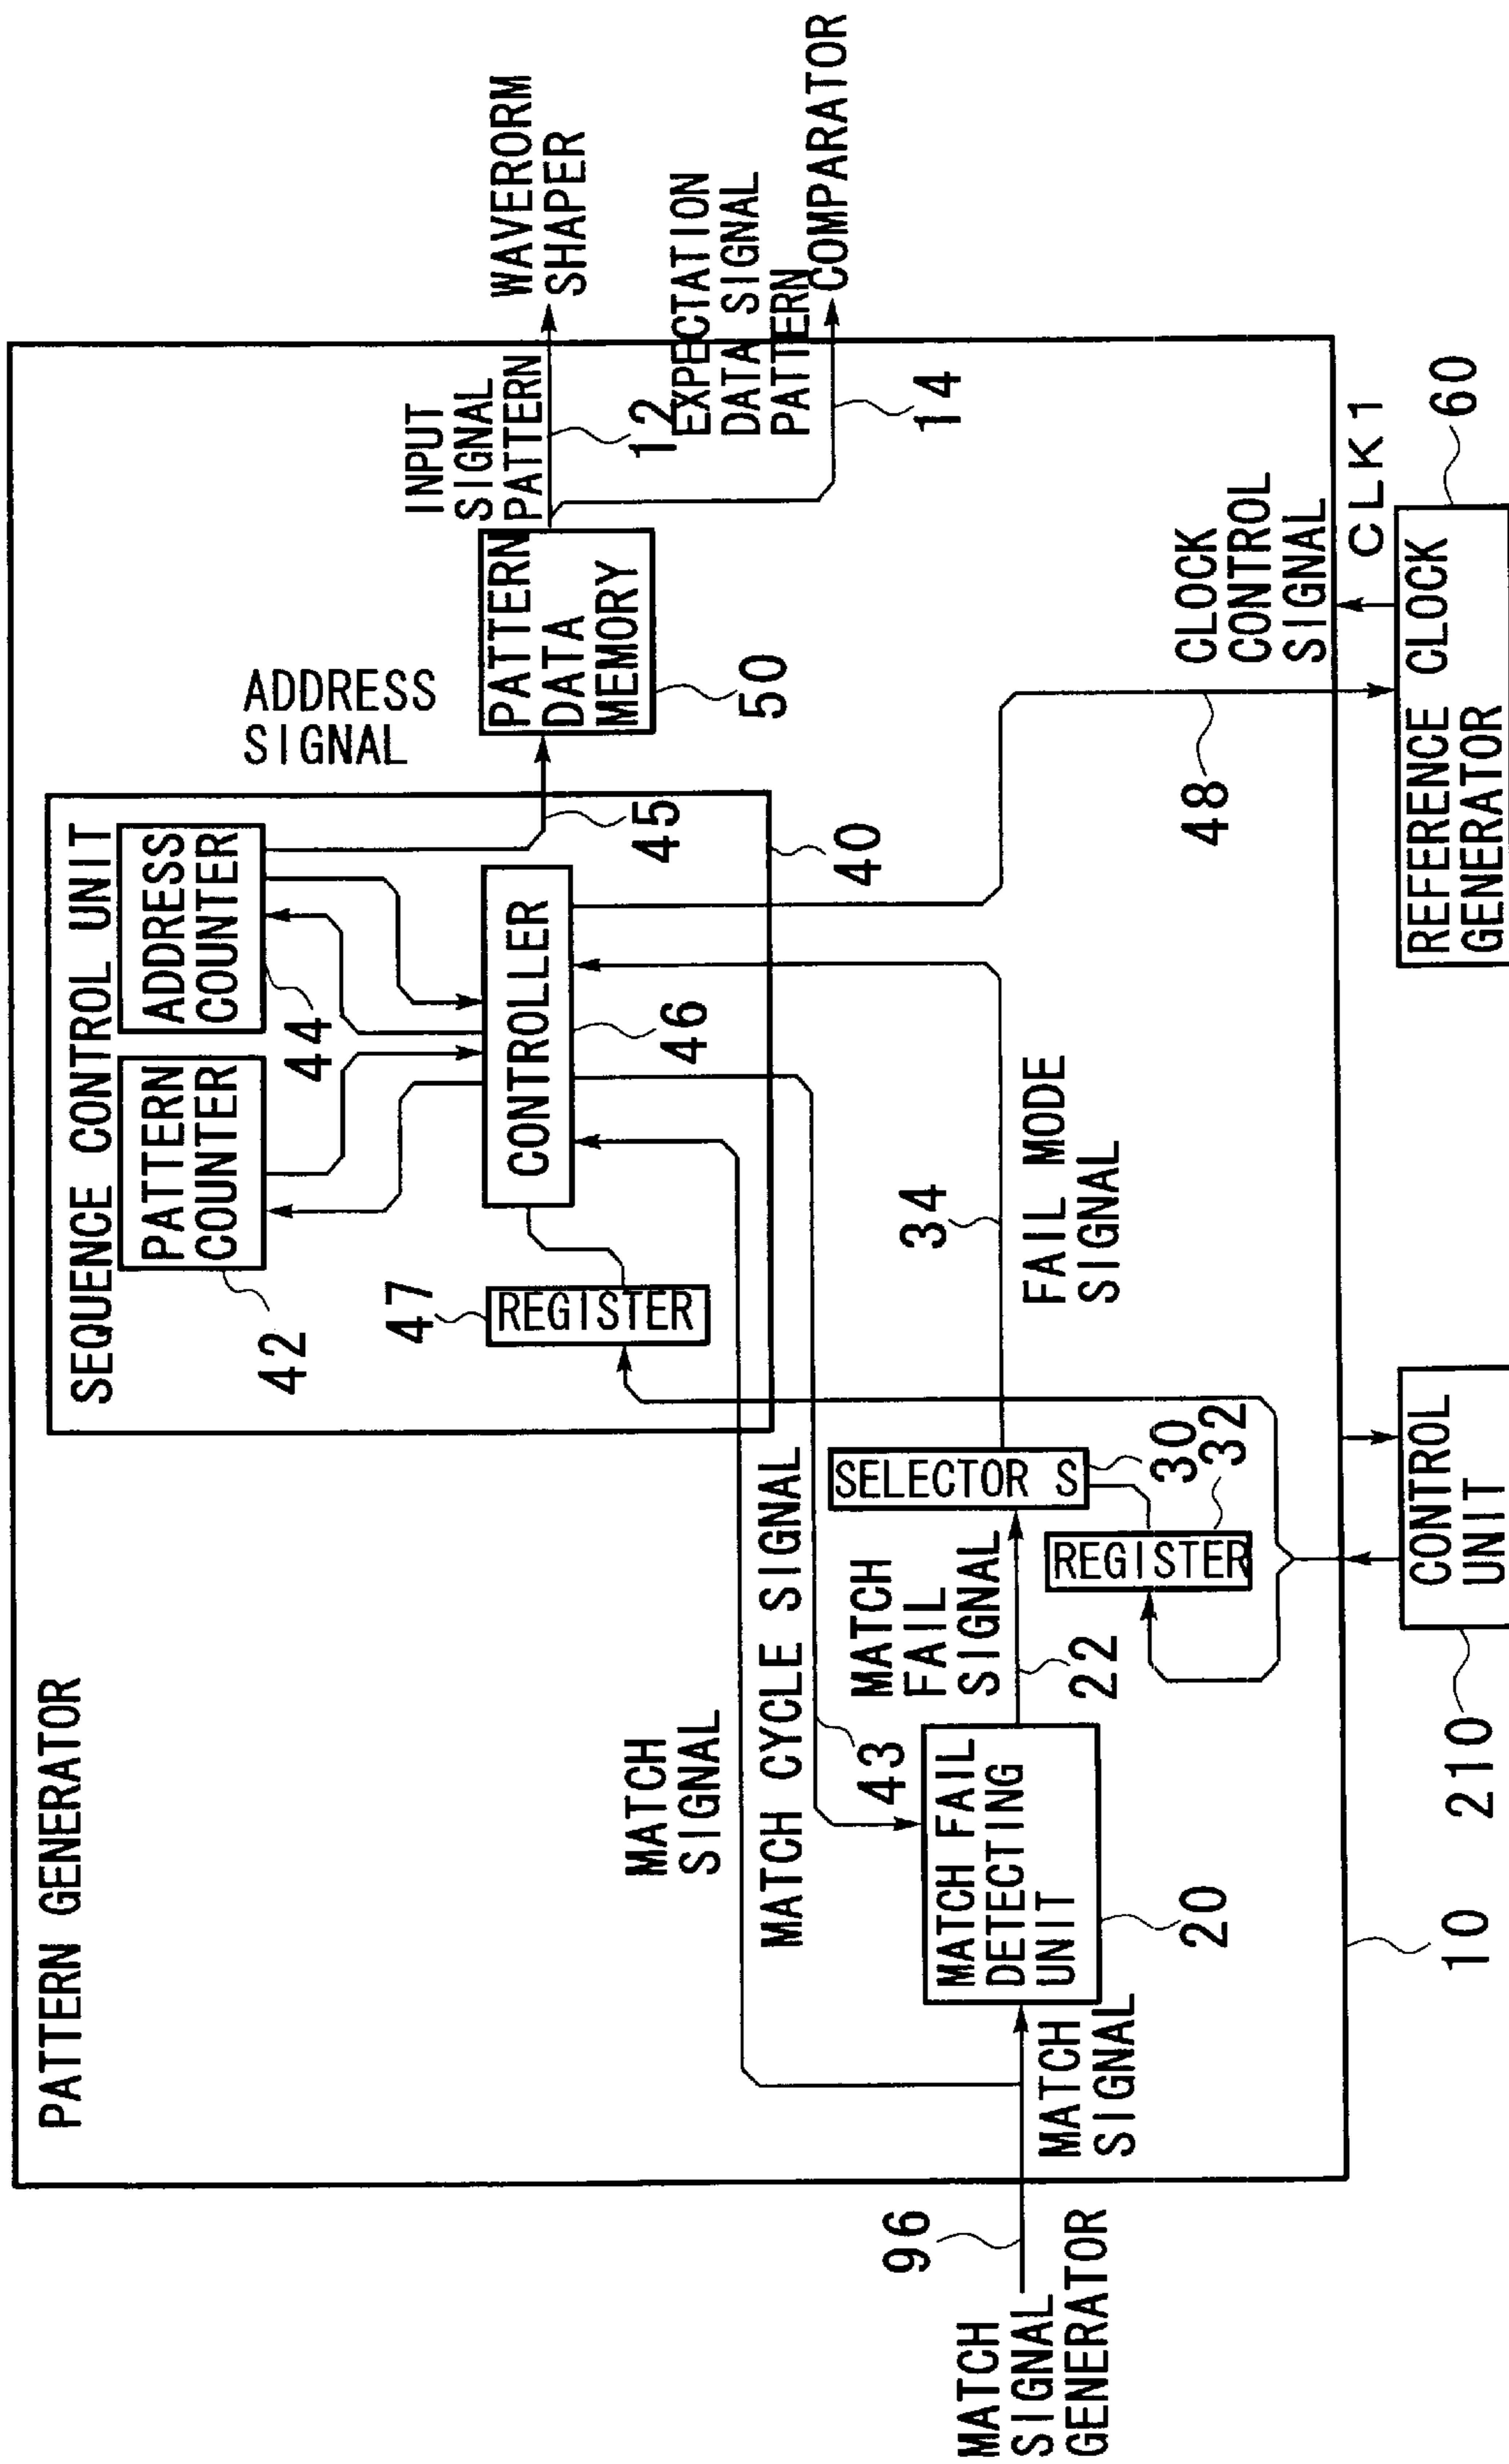 PATTERN GENERATOR
SEQUENCE CONTROL UNIT
PATTERN
COUNTER
42
ADDRESS
COUNTER
44
ADDRESS
SIGNAL
45
47
REGISTER
CONTROLLER
46
40
PATTERN
DATA
MEMORY
50
INPUT
SIGNAL
PATTERN
12
WAVERORM
SHAPER
EXPECTATION
DATA SIGNAL
PATTERN
14
COMPARATOR
MATCH
SIGNAL
MATCH CYCLE SIGNAL
43
MATCH
SIGNAL
GENERATOR
96
MATCH
SIGNAL
MATCH FAIL
DETECTING
UNIT
20
MATCH
FAIL
SIGNAL
22
SELECTOR S
30
REGISTER
32
34
FAIL MODE
SIGNAL
CLOCK
CONTROL
SIGNAL
48
CLK1
10
CONTROL
UNIT
210
REFERENCE CLOCK
GENERATOR
60